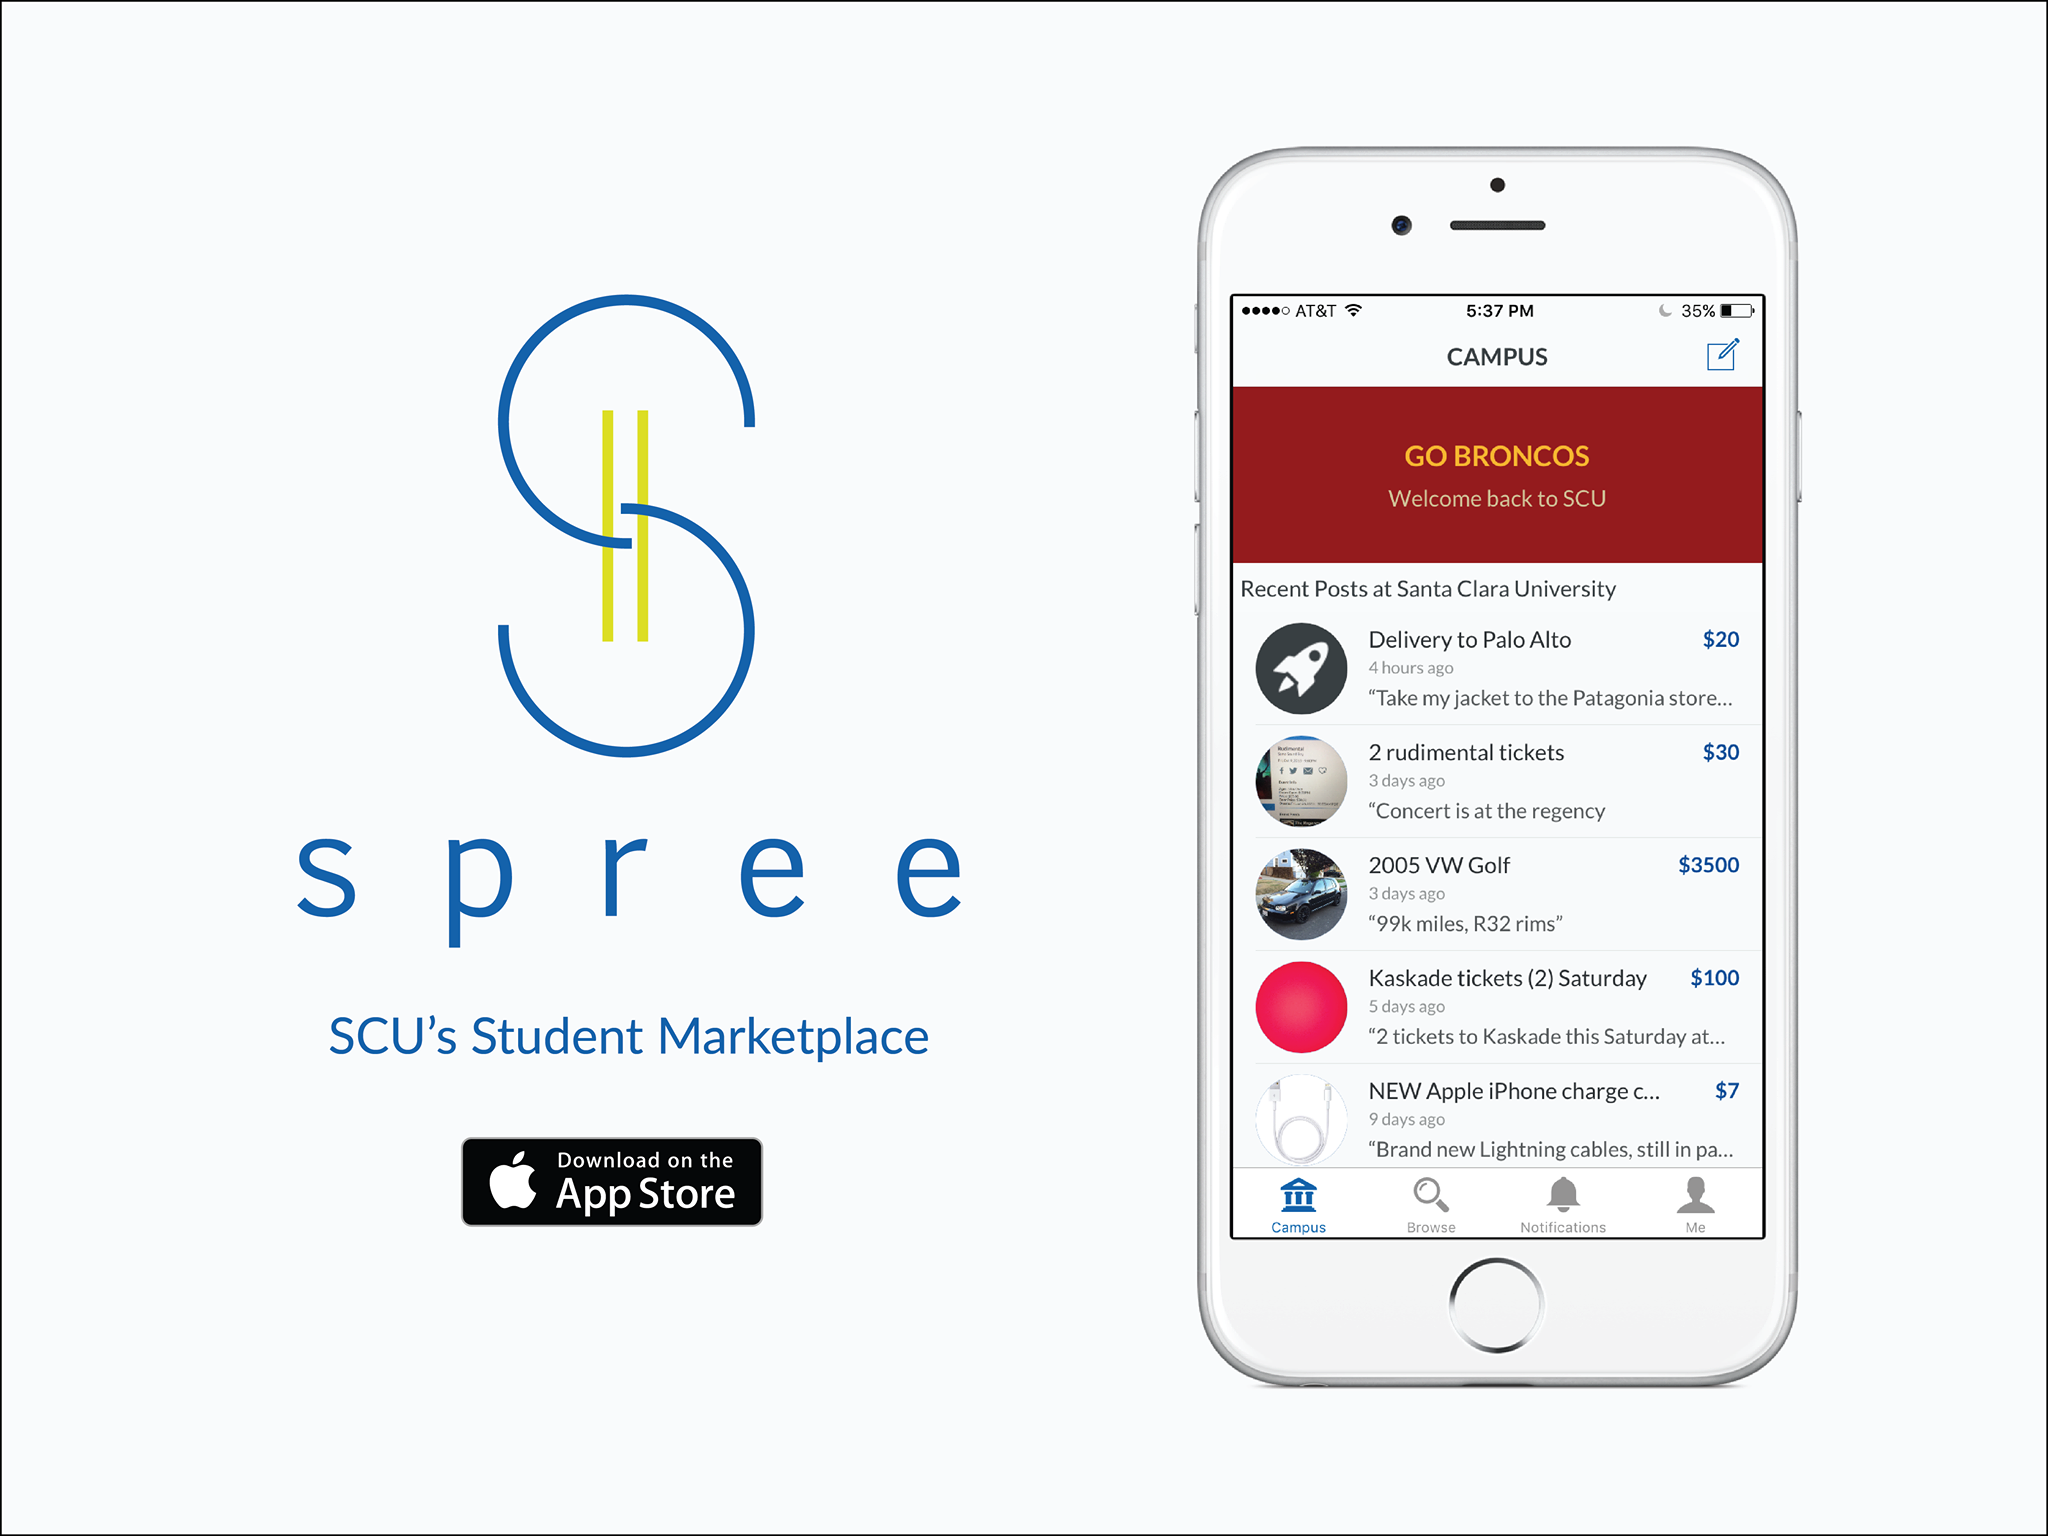 spree
SCU’s Student Marketplace
Download on the
App Store
AT&T
5:37 PM
35%
CAMPUS
GO BRONCOS
Welcome back to SCU
Recent Posts at Santa Clara University
Delivery to Palo Alto
$20
4 hours ago
“Take my jacket to the Patagonia store...
2 rudimental tickets
$30
3 days ago
“Concert is at the regency
2005 VW Golf
$3500
3 days ago
“99k miles, R32 rims”
Kaskade tickets (2) Saturday
$100
5 days ago
“2 tickets to Kaskade this Saturday at...
NEW Apple iPhone charge c...
$7
9 days ago
“Brand new Lightning cables, still in pa...
Campus
Browse
Notifications
Me
Rudimental